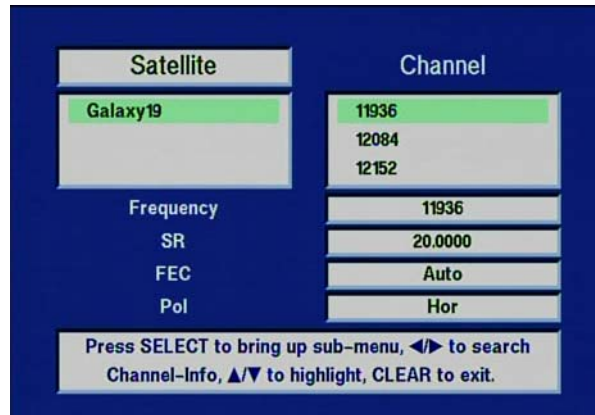 Satellite Channel
Galaxy19 11936
12084
12152
Frequency 11936
SR 20.0000
FEC Auto
Pol Hor
Press SELECT to bring up sub-menu, ◀/▶ to search
Channel-Info, ▲/▼ to highlight, CLEAR to exit.